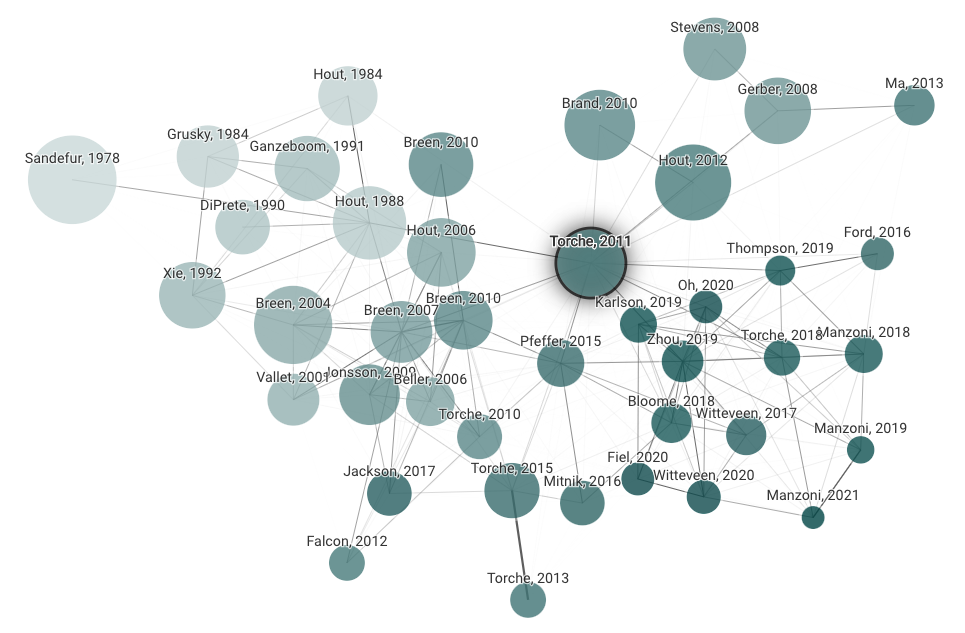 Stevens, 2008
Hout, 1984
Gerber, 2008
Ma, 2013
Brand, 2010
Grusky, 1984
Ganzeboom, 1991
Breen, 2010
Sandefur, 1978
Hout, 2012
DiPrete, 1990
Hout, 1988
Hout, 2006
Torche, 2011
Ford, 2016
Thompson, 2019
Xie, 1992
Oh, 2020
Breen, 2004
Breen, 2007
Breen, 2010
Karlson, 2019
Pfeffer, 2015
Zhou, 2019
Torche, 2018
Manzoni, 2018
Vallet, 2001
Jonsson, 2009
Beller, 2006
Bloome, 2018
Torche, 2010
Witteveen, 2017
Manzoni, 2019
Fiel, 2020
Jackson, 2017
Torche, 2015
Mitnik, 2016
Witteveen, 2020
Manzoni, 2021
Falcon, 2012
Torche, 2013